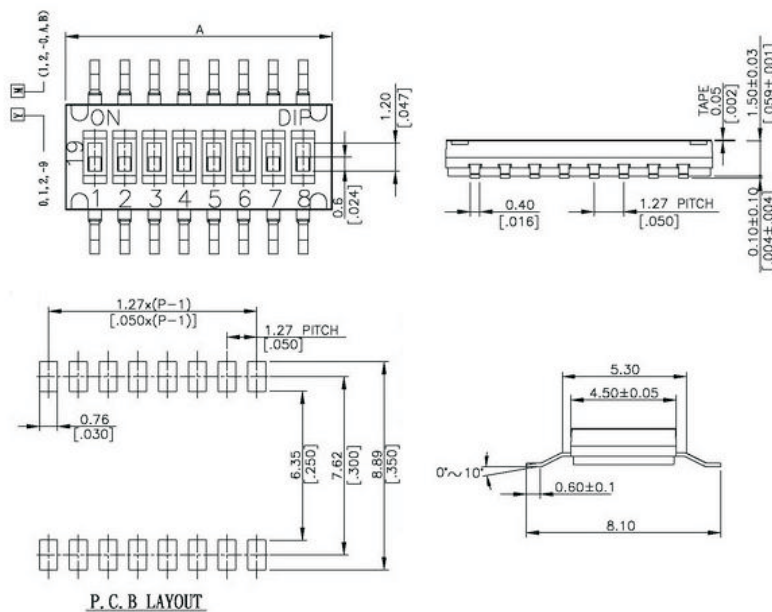 A
M (1,2,~0,A,B)
Y 0,1,2,~9
ON DIP
19
1 2 3 4 5 6 7 8
1.20
[.047]
0.6
[.024]
TAPE
0.05
[.002]
1.50±0.03
[.059±.001]
0.40
[.016]
1.27 PITCH
[.050]
0.10±0.10
[.004±.004]
1.27x(P-1)
[.050x(P-1)]
1.27 PITCH
[.050]
0.76
[.030]
6.35
[.250]
7.62
[.300]
8.89
[.350]
P. C. B LAYOUT
5.30
4.50±0.05
0°~10°
0.60±0.1
8.10